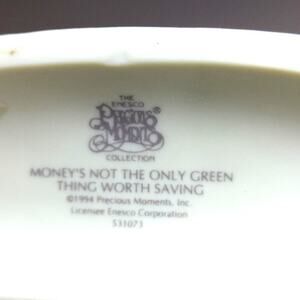 THE
ENESCO
PRECIOUS
MOMENTS®
COLLECTION
MONEY'S NOT THE ONLY GREEN
THING WORTH SAVING
©1994 Precious Moments, Inc.
Licensee Enesco Corporation
531073